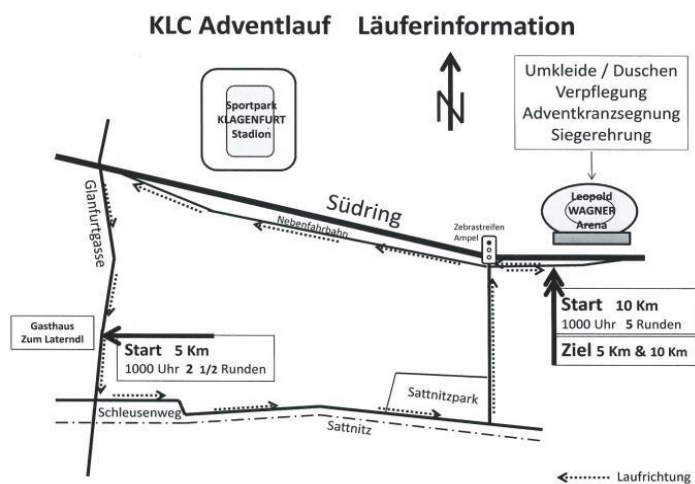 KLC Adventlauf Läuferinformation
N
Umkleide / Duschen
Verpflegung
Adventkranzsegnung
Siegerehrung
Sportpark
KLAGENFURT
Stadion
Leopold
WAGNER
Arena
Südring
Nebenfahrbahn
Zebrastreifen
Ampel
Glanfurtgasse
Start 10 Km
1000 Uhr 5 Runden
Ziel 5 Km & 10 Km
Gasthaus
Zum Laterndl
Start 5 Km
1000 Uhr 2 1/2 Runden
Sattnitzpark
Schleusenweg
Sattnitz
Laufrichtung